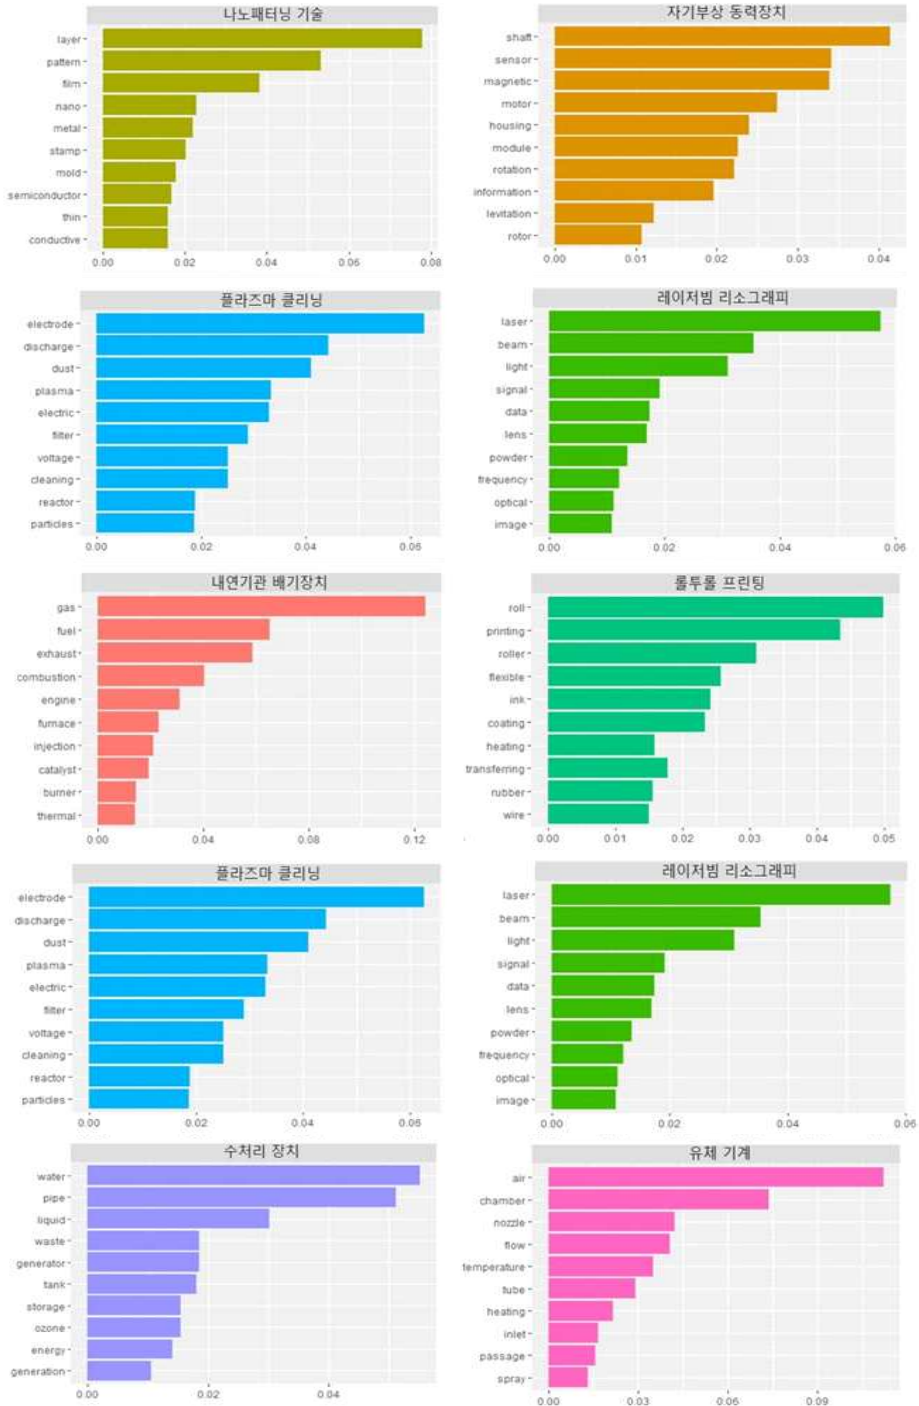 나노패터닝 기술
layer
pattern
film
nano
metal
stamp
mold
semiconductor
thin
conductive
0.00 0.02 0.04 0.06 0.08
자기부상 동력장치
shaft
sensor
magnetic
motor
housing
module
rotation
information
levitation
rotor
0.00 0.01 0.02 0.03 0.04
플라즈마 클리닝
electrode
discharge
dust
plasma
electric
filter
voltage
cleaning
reactor
particles
0.00 0.02 0.04 0.06
레이저빔 리소그래피
laser
beam
light
signal
data
lens
powder
frequency
optical
image
0.00 0.02 0.04 0.06
내연기관 배기장치
gas
fuel
exhaust
combustion
engine
furnace
injection
catalyst
burner
thermal
0.00 0.04 0.08 0.12
롤투롤 프린팅
roll
printing
roller
flexible
ink
coating
heating
transferring
rubber
wire
0.00 0.01 0.02 0.03 0.04 0.05
플라즈마 클리닝
electrode
discharge
dust
plasma
electric
filter
voltage
cleaning
reactor
particles
0.00 0.02 0.04 0.06
레이저빔 리소그래피
laser
beam
light
signal
data
lens
powder
frequency
optical
image
0.00 0.02 0.04 0.06
수처리 장치
water
pipe
liquid
waste
generator
tank
storage
ozone
energy
generation
0.00 0.02 0.04
유체 기계
air
chamber
nozzle
flow
temperature
tube
heating
inlet
passage
spray
0.00 0.03 0.06 0.09